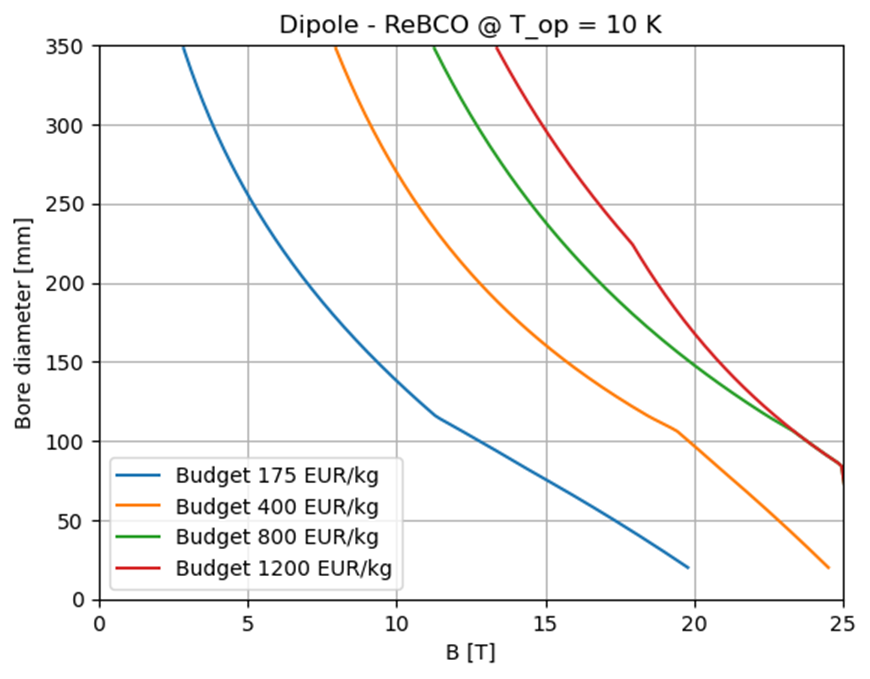 Dipole - ReBCO @ T_op = 10 K
Bore diameter [mm]
350
300
250
200
150
100
50
0
Budget 175 EUR/kg
Budget 400 EUR/kg
Budget 800 EUR/kg
Budget 1200 EUR/kg
0 5 10 15 20 25
B [T]